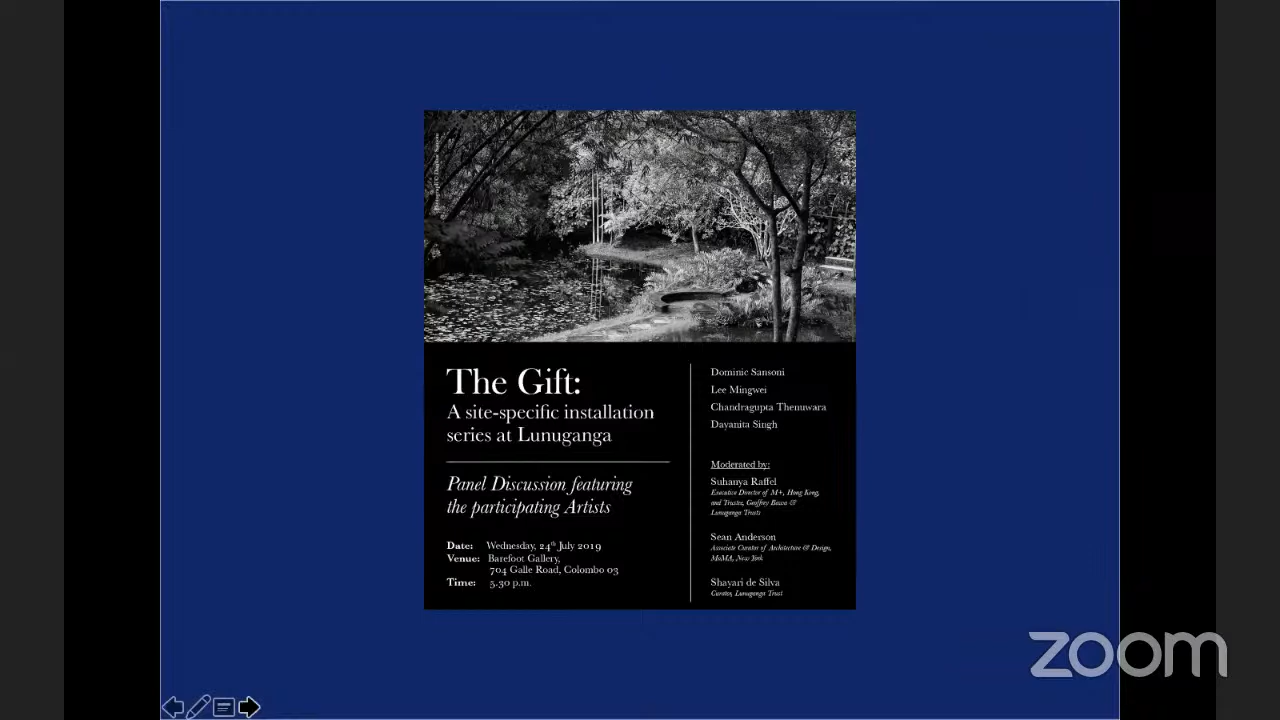 The Gift:
A site-specific installation
series at Lunuganga
Panel Discussion featuring
the participating Artists
Date: Wednesday, 24th July 2019
Venue: Barefoot Gallery,
704 Galle Road, Colombo 03
Time: 5.30 p.m.
Dominic Sansoni
Lee Mingwei
Chandragupta Thenuwara
Dayanita Singh
Moderated by:
Suhanya Raffel
Executive Director of M+, Hong Kong,
and Trustee, Geoffrey Bawa &
Lunuganga Trusts
Sean Anderson
Associate Curator of Architecture & Design,
MoMA, New York
Shayari de Silva
Curator, Lunuganga Trust
zoom